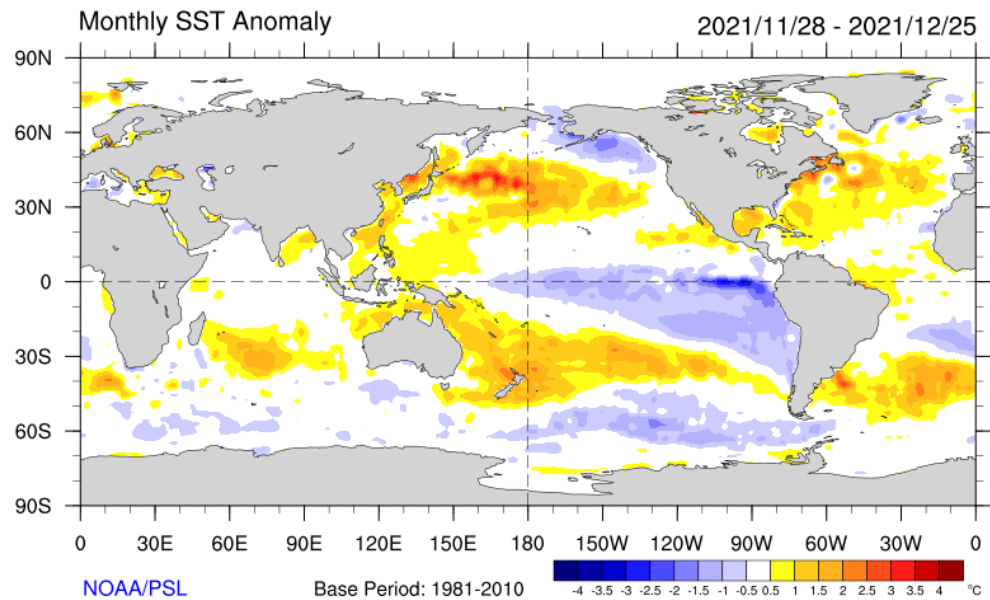 Monthly SST Anomaly 2021/11/28 - 2021/12/25
90N
60N
30N
0
30S
60S
90S
0 30E 60E 90E 120E 150E 180 150W 120W 90W 60W 30W 0
NOAA/PSL Base Period: 1981-2010
-4 -3.5 -3 -2.5 -2 -1.5 -1 -0.5 0.5 1 1.5 2 2.5 3 3.5 4 °C